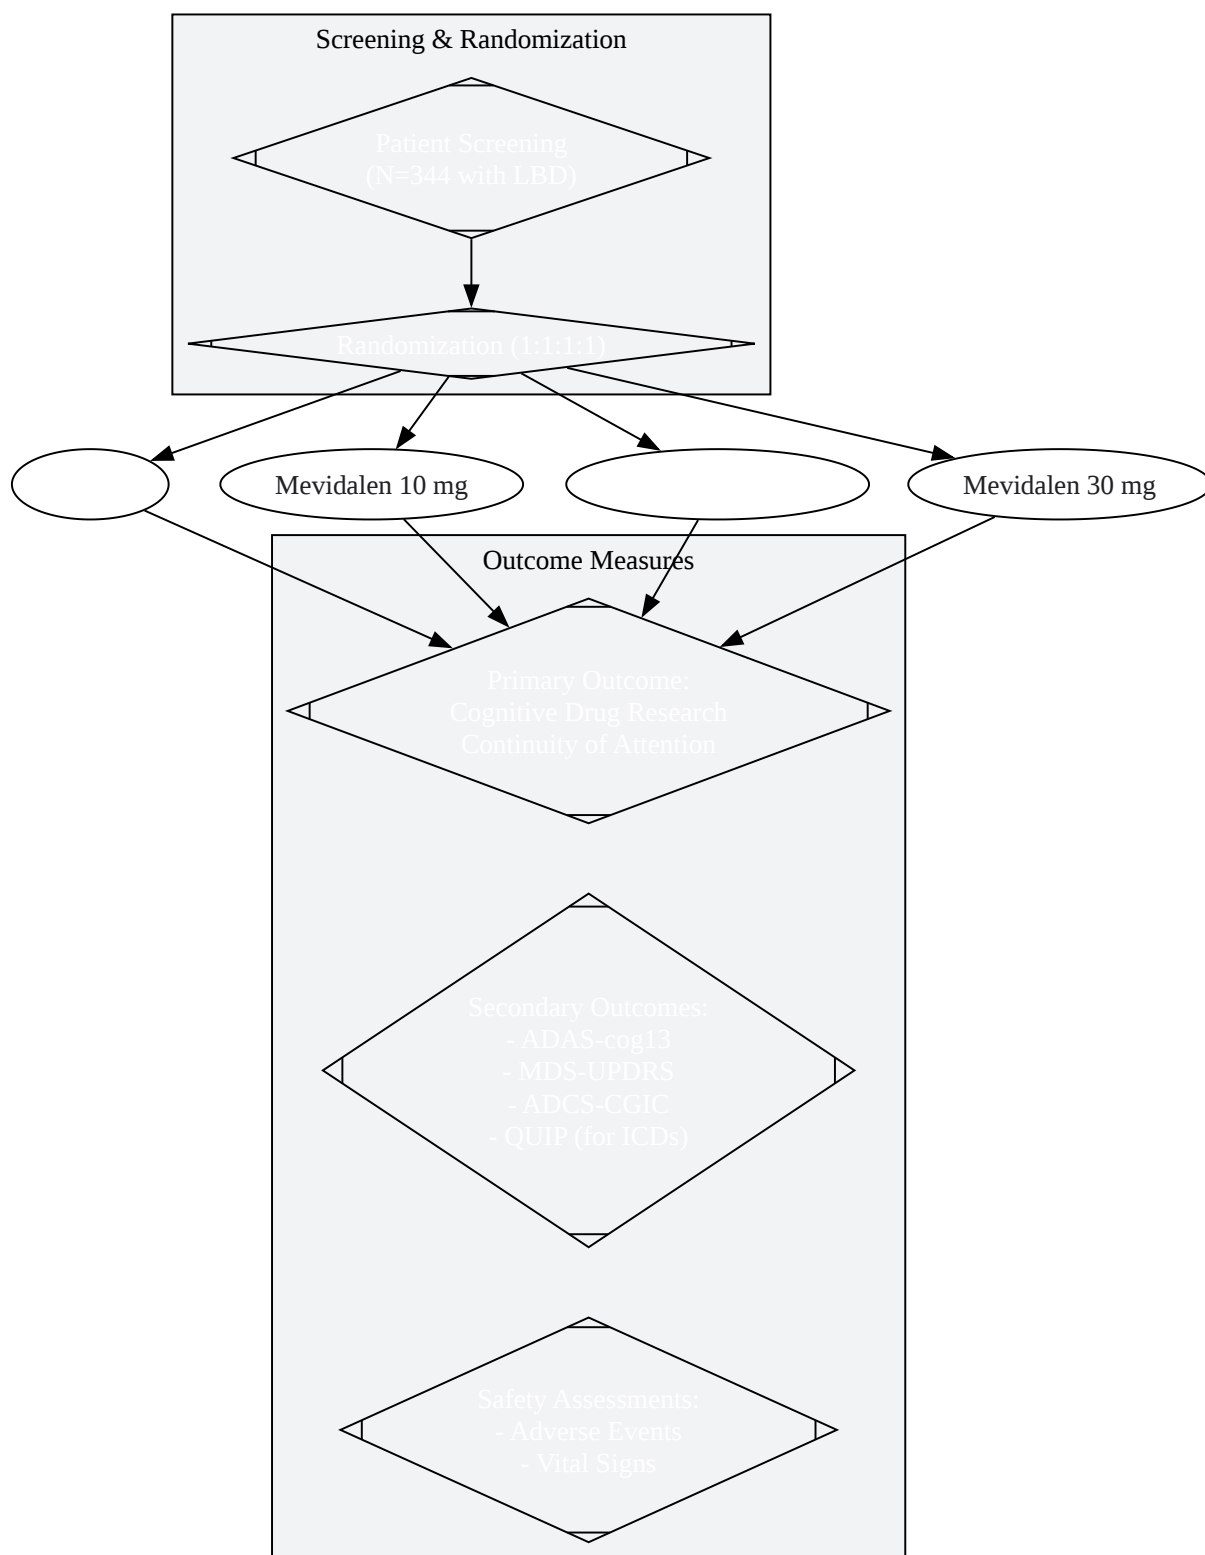 Screening & Randomization
Patient Screening
(N=344 with LBD)
Randomization (1:1:1:1)
Mevidalen 10 mg
Mevidalen 30 mg
Outcome Measures
Primary Outcome:
Cognitive Drug Research
Continuity of Attention
Secondary Outcomes:
- ADAS-cog13
- MDS-UPDRS
- ADCS-CGIC
- QUIP (for ICDs)
Safety Assessments:
- Adverse Events
- Vital Signs